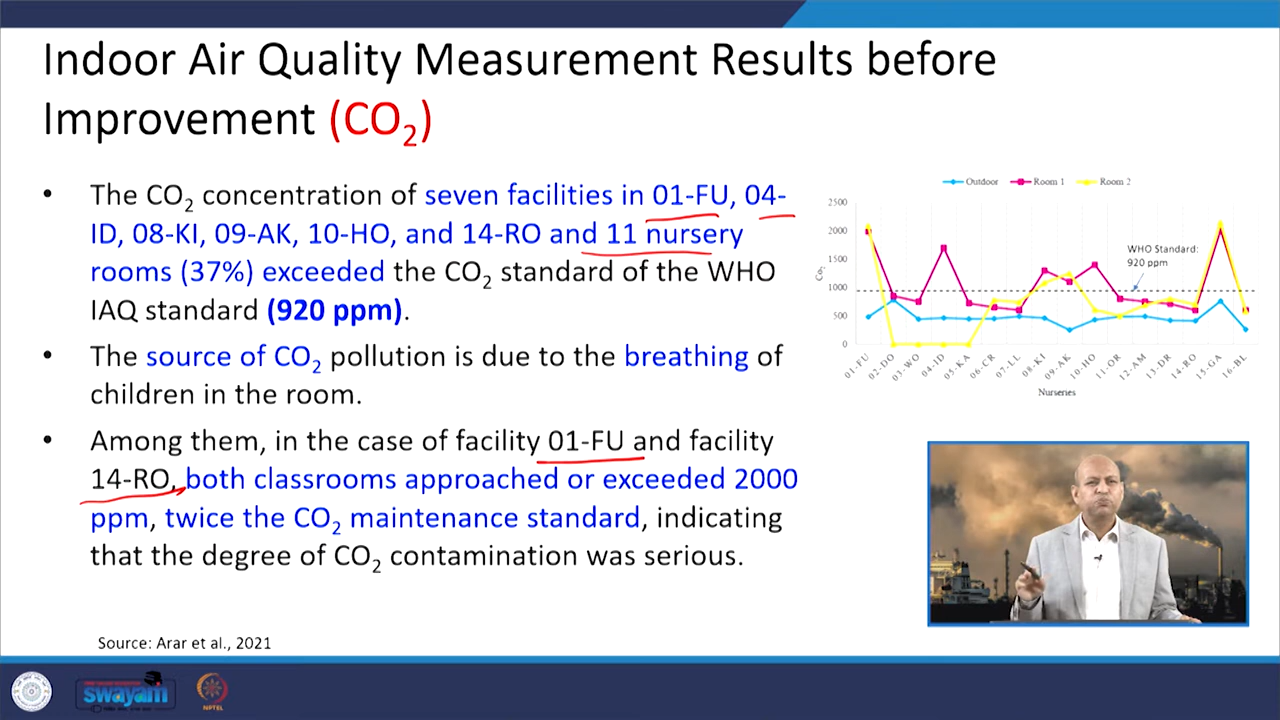 Indoor Air Quality Measurement Results before
Improvement (CO₂)
• The CO₂ concentration of seven facilities in 01-FU, 04-
ID, 08-KI, 09-AK, 10-HO, and 14-RO and 11 nursery
rooms (37%) exceeded the CO₂ standard of the WHO
IAQ standard (920 ppm).
• The source of CO₂ pollution is due to the breathing of
children in the room.
• Among them, in the case of facility 01-FU and facility
14-RO, both classrooms approached or exceeded 2000
ppm, twice the CO₂ maintenance standard, indicating
that the degree of CO₂ contamination was serious.
Source: Arar et al., 2021
Outdoor Room 1 Room 2
2500
2000
1500
1000
500
0
Co₂
WHO Standard:
920 ppm
01-FU
02-DO
03-WO
04-ID
05-KA
06-CR
07-LL
08-KI
09-AK
10-HO
11-OR
12-AM
13-DR
14-RO
15-GA
16-BL
Nurseries
swayam
NPTEL